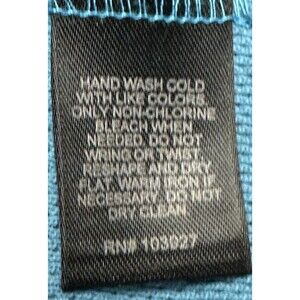 HAND WASH COLD
WITH LIKE COLORS.
ONLY NON-CHLORINE
BLEACH WHEN
NEEDED. DO NOT
WRING OR TWIST.
RESHAPE AND DRY
FLAT. WARM IRON IF
NECESSARY. DO NOT
DRY CLEAN
RN# 103027